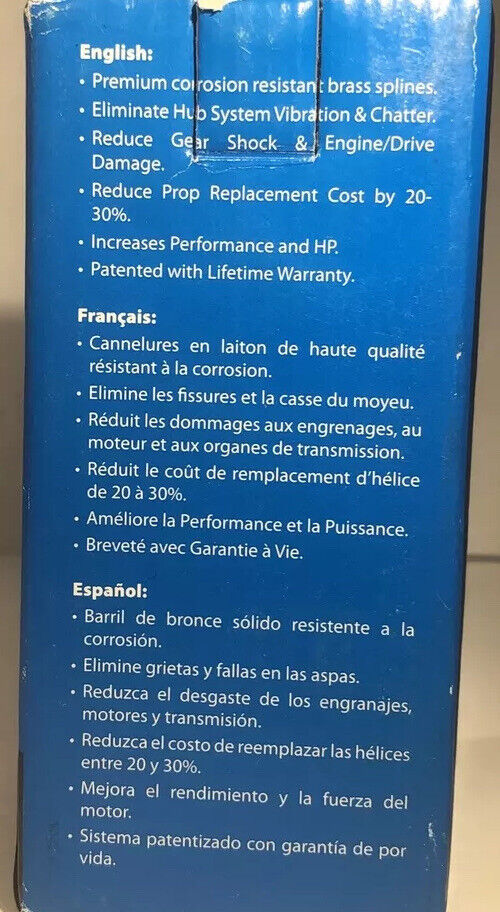 English:
• Premium corrosion resistant brass splines.
• Eliminate Hub System Vibration & Chatter.
• Reduce Gear Shock & Engine/Drive
Damage.
• Reduce Prop Replacement Cost by 20-
30%.
• Increases Performance and HP.
• Patented with Lifetime Warranty.
Français:
• Cannelures en laiton de haute qualité
résistant à la corrosion.
• Elimine les fissures et la casse du moyeu.
• Réduit les dommages aux engrenages, au
moteur et aux organes de transmission.
• Réduit le coût de remplacement d'hélice
de 20 à 30%.
• Améliore la Performance et la Puissance.
• Breveté avec Garantie à Vie.
Español:
• Barril de bronce sólido resistente a la
corrosión.
• Elimine grietas y fallas en las aspas.
• Reduzca el desgaste de los engranajes,
motores y transmisión.
• Reduzca el costo de reemplazar las hélices
entre 20 y 30%.
• Mejora el rendimiento y la fuerza del
motor.
• Sistema patentizado con garantía de por
vida.